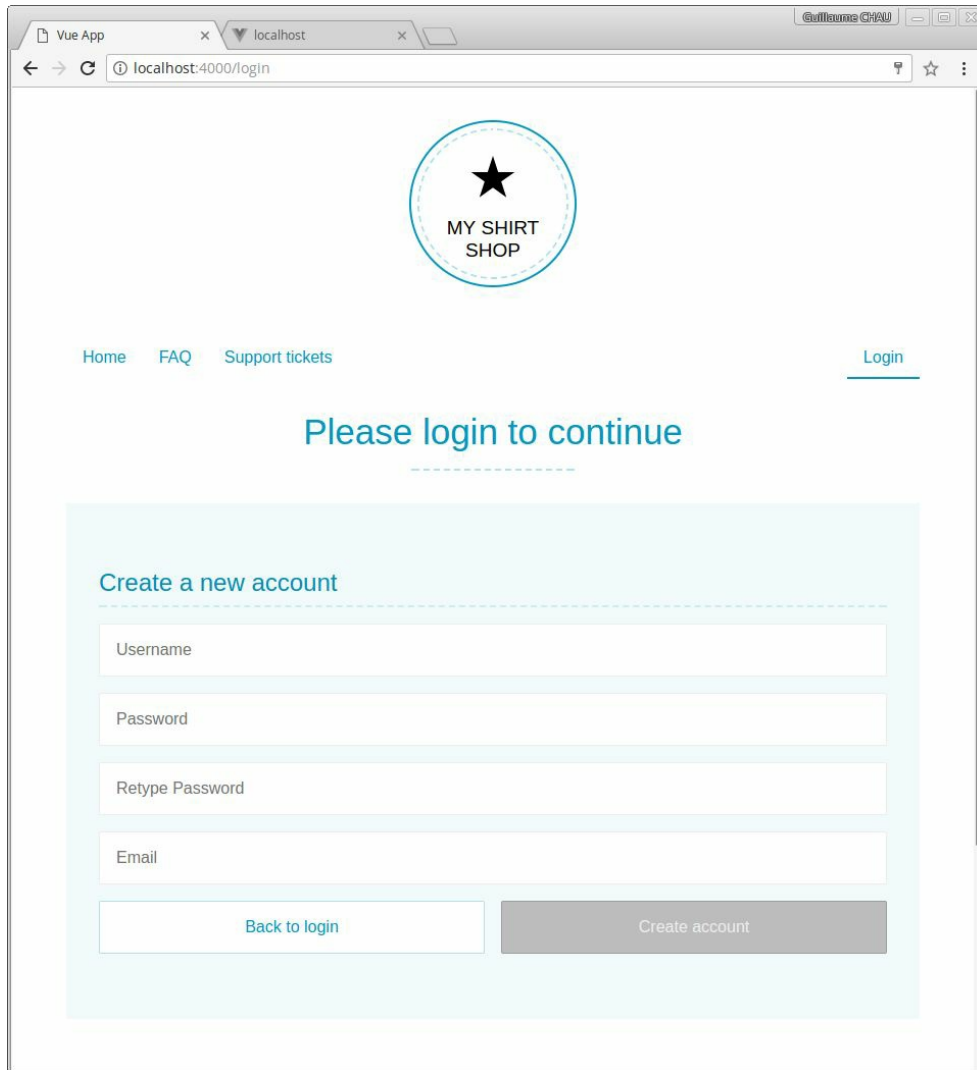 Guillaume CHAU
Vue App
localhost
localhost:4000/login
MY SHIRT
SHOP
Home FAQ Support tickets Login
Please login to continue
Create a new account
Username
Password
Retype Password
Email
Back to login Create account